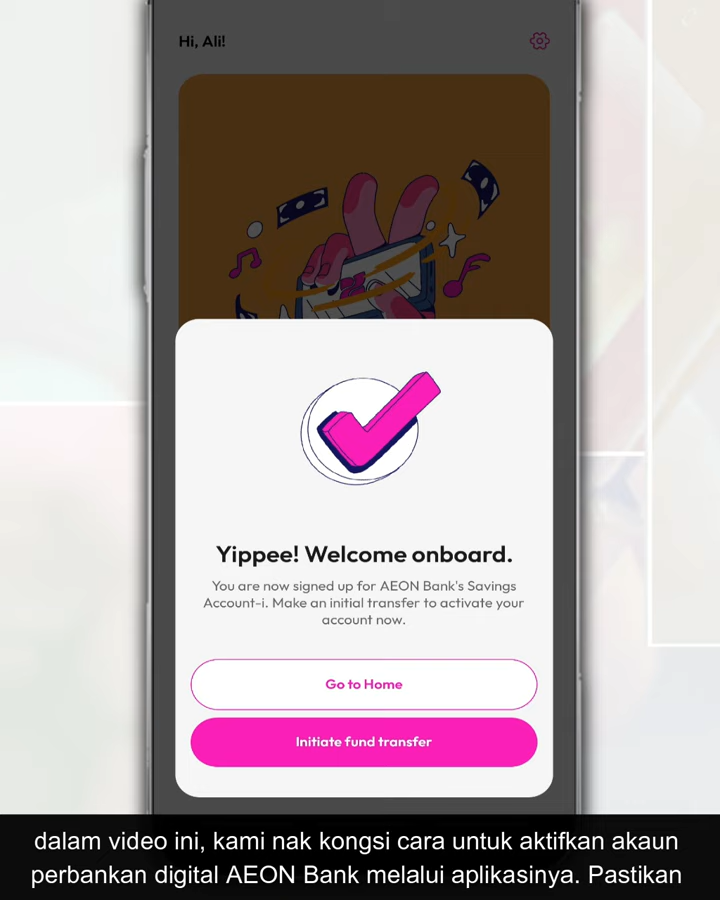 Hi, Ali!
Yippee! Welcome onboard.
You are now signed up for AEON Bank's Savings
Account-i. Make an initial transfer to activate your
account now.
Go to Home
Initiate fund transfer
dalam video ini, kami nak kongsi cara untuk aktifkan akaun
perbankan digital AEON Bank melalui aplikasinya. Pastikan